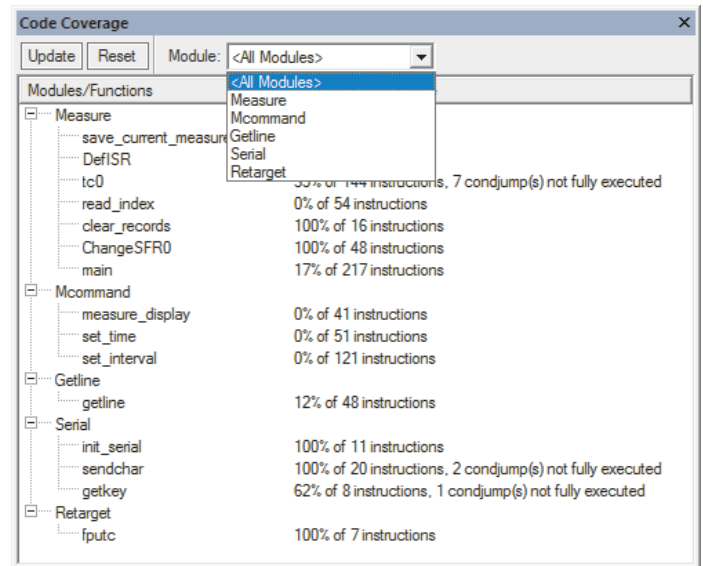 Code Coverage
Update Reset Module: <All Modules>
<All Modules>
Measure
Mcommand
Getline
Serial
Retarget
Modules/Functions
Measure
save_current_measure
DefISR
tc0 144 instructions, 7 condjump(s) not fully executed
read_index 0% of 54 instructions
clear_records 100% of 16 instructions
ChangeSFR0 100% of 48 instructions
main 17% of 217 instructions
Mcommand
measure_display 0% of 41 instructions
set_time 0% of 51 instructions
set_interval 0% of 121 instructions
Getline
getline 12% of 48 instructions
Serial
init_serial 100% of 11 instructions
sendchar 100% of 20 instructions, 2 condjump(s) not fully executed
getkey 62% of 8 instructions, 1 condjump(s) not fully executed
Retarget
fputc 100% of 7 instructions